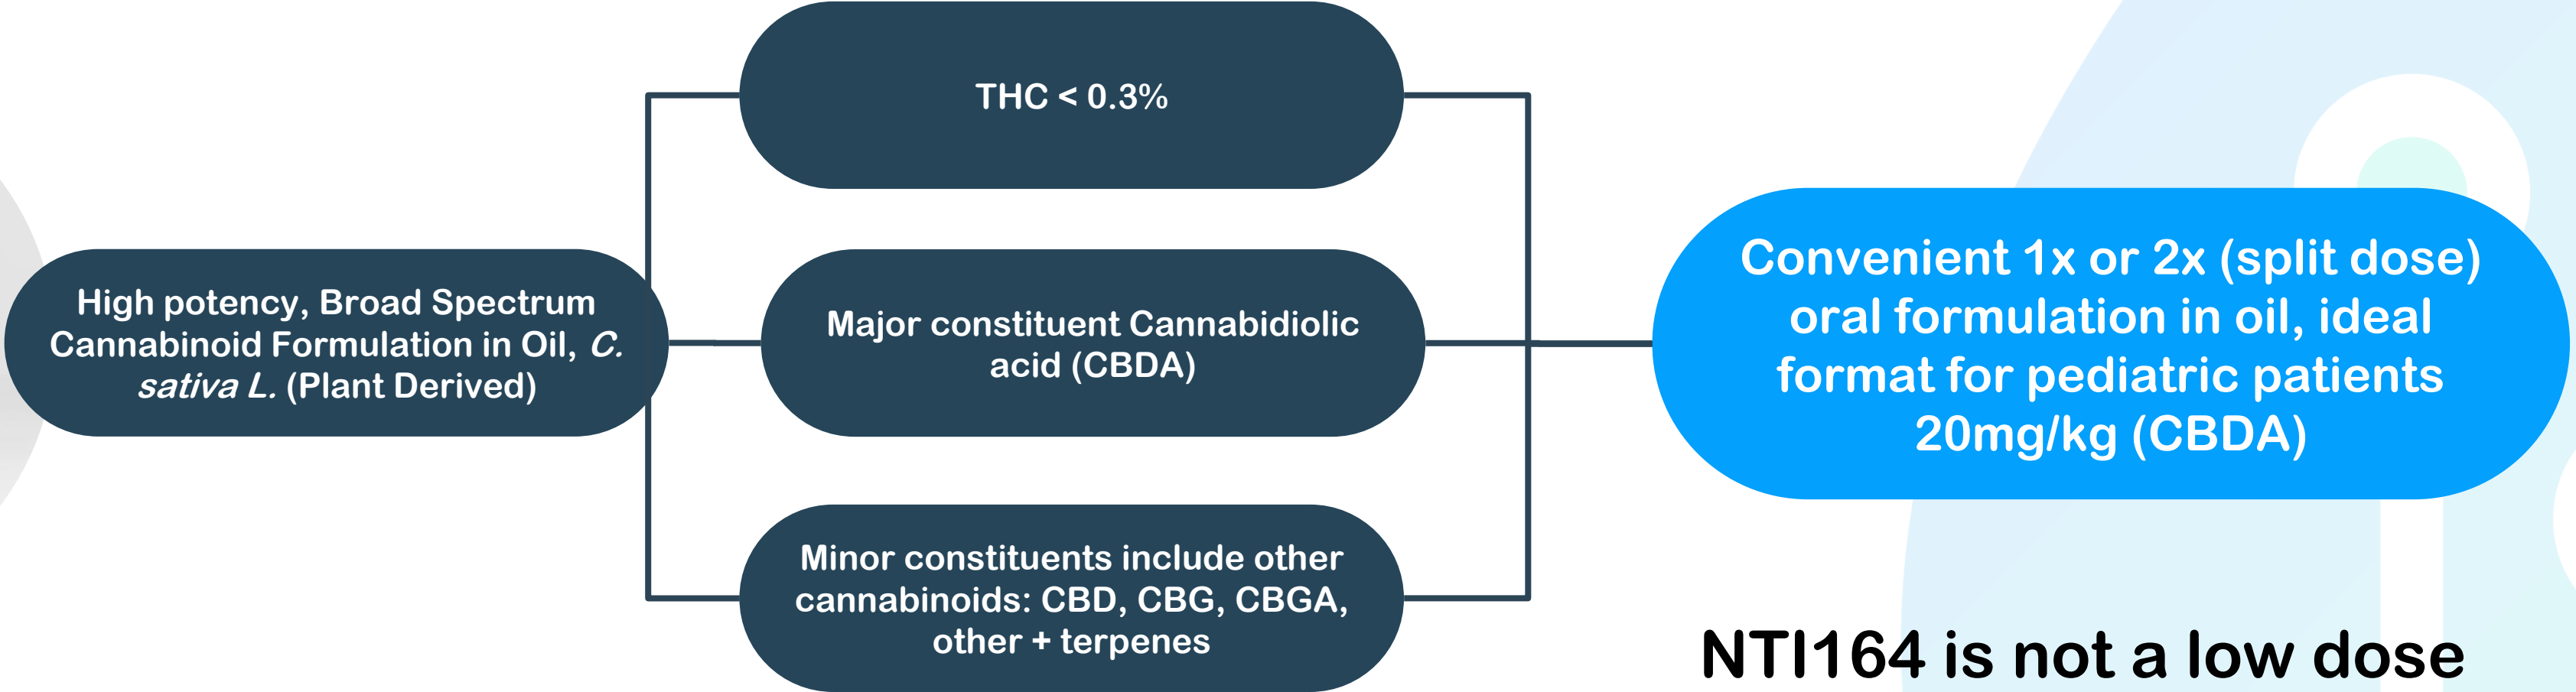 THC < 0.3%
High potency, Broad Spectrum
Cannabinoid Formulation in Oil, C.
sativa L. (Plant Derived)
Major constituent Cannabidiolic
acid (CBDA)
Minor constituents include other
cannabinoids: CBD, CBG, CBGA,
other + terpenes
Convenient 1x or 2x (split dose)
oral formulation in oil, ideal
format for pediatric patients
20mg/kg (CBDA)
NTI164 is not a low dose